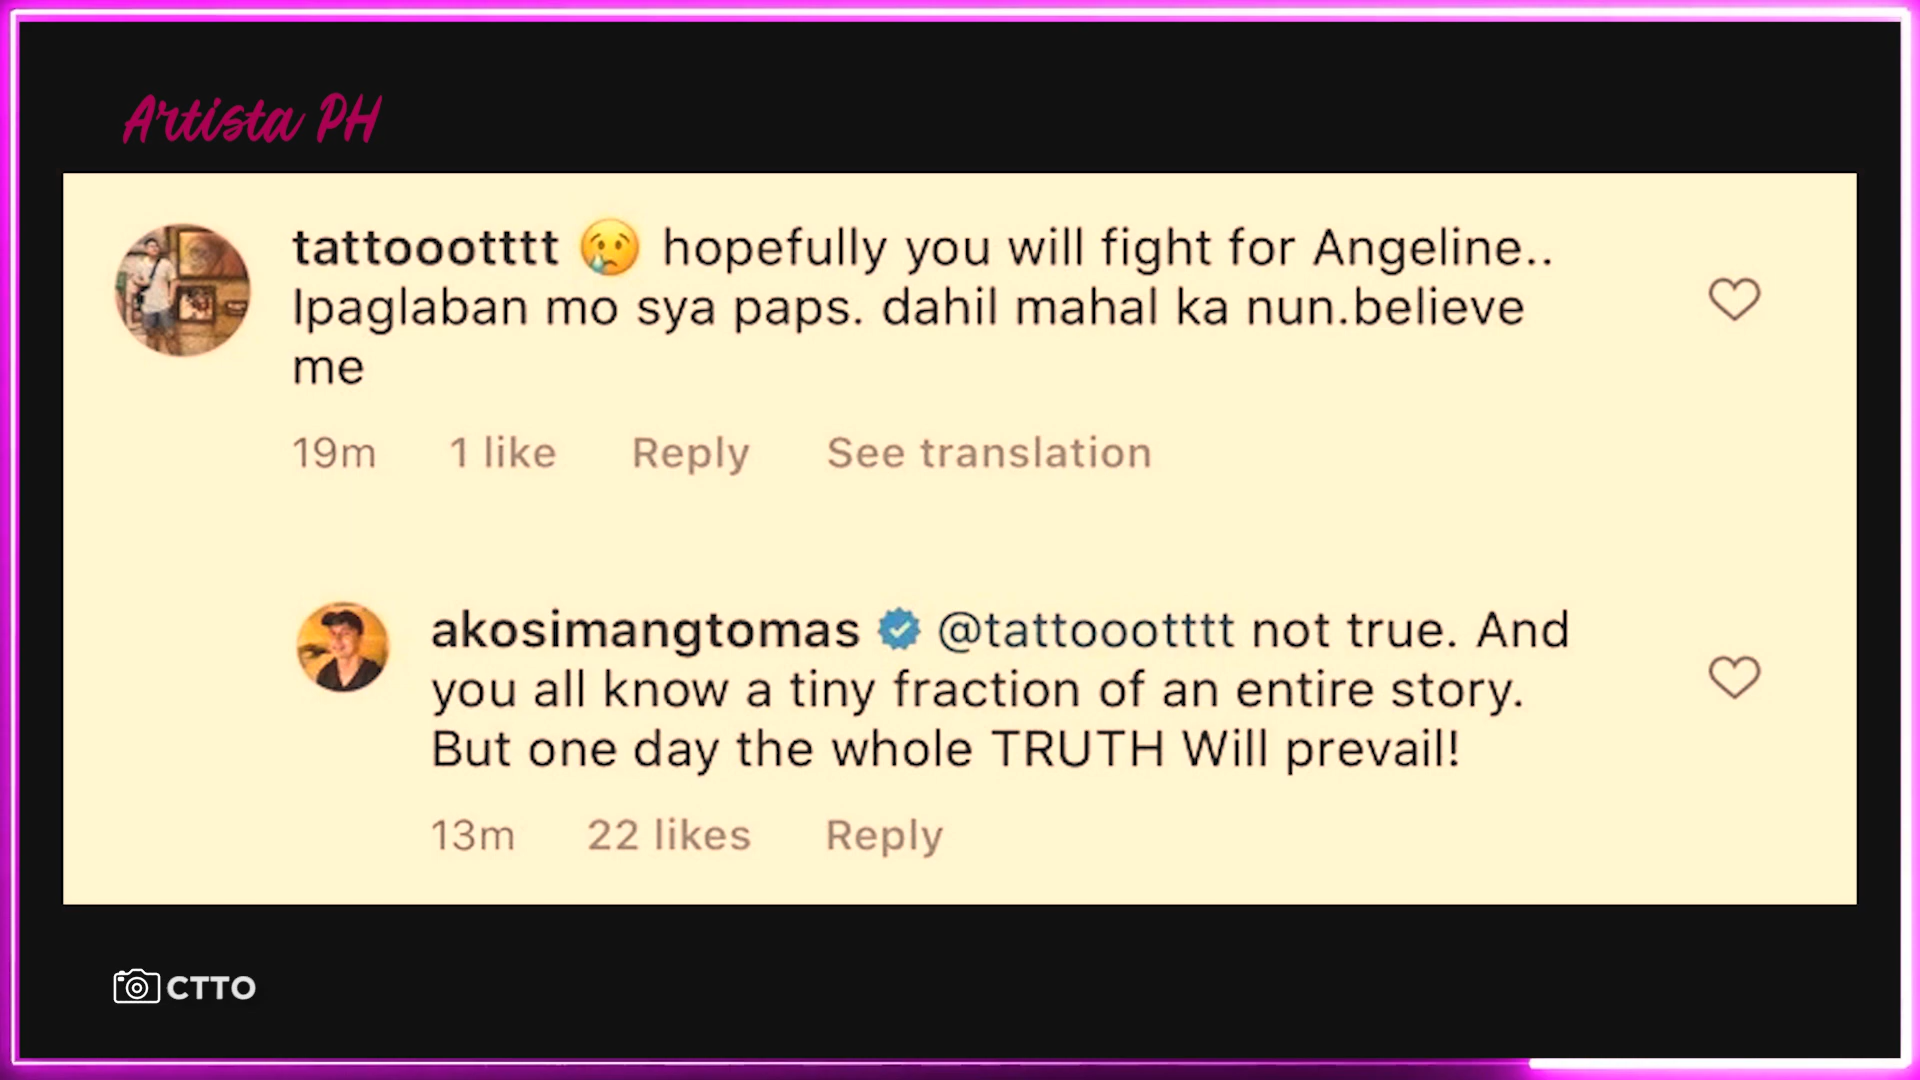 Artista PH
tattooottttt 😢 hopefully you will fight for Angeline..
Ipaglaban mo sya paps. dahil mahal ka nun.believe
me
19m 1 like Reply See translation
akosimangtomas @tattooottttt not true. And
you all know a tiny fraction of an entire story.
But one day the whole TRUTH Will prevail!
13m 22 likes Reply
CTTO